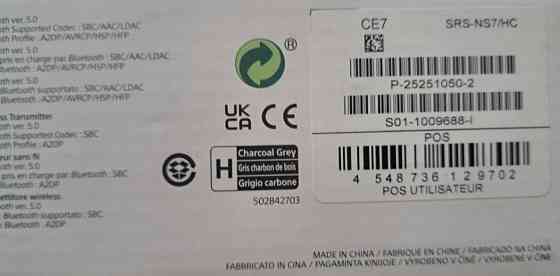 oth ver. 5.0
oth Supported Codec : SBC/AAC/LDAC
oth Profile : A2DP/AVRCP/HSP/HFP
oth ver. 5.0
pris en charge par Bluetooth : SBC/AAC/LDAC
Bluetooth : A2DP/AVRCP/HSP/HFP
oth ver. 5.0
Bluetooth supportato : SBC/AAC/LDAC
Bluetooth : A2DP/AVRCP/HSP/HFP
ss Transmitter
oth ver. 5.0
oth Supported Codec : SBC
oth Profile : A2DP
eur sans fil
oth ver. 5.0
pris en charge par Bluetooth : SBC
Bluetooth : A2DP
ettitore wireless
oth ver. 5.0
Bluetooth supportato : SBC
Bluetooth : A2DP
®
UK
CA CE
H
Charcoal Grey
Gris charbon de bois
Grigio carbone
502842703
CE7 SRS-NS7/HC
P-25251050-2
S01-1009688-I
POS
4 548736 129702
POS UTILISATEUR
MADE IN CHINA / FABRIQUÉ EN CHINE / FABRICADO NA CHINA
FABBRICATO IN CINA / PAGAMINTA KINIJOJE / VYROBENO V ČÍNĚ / VYROBENÉ V ČÍNE